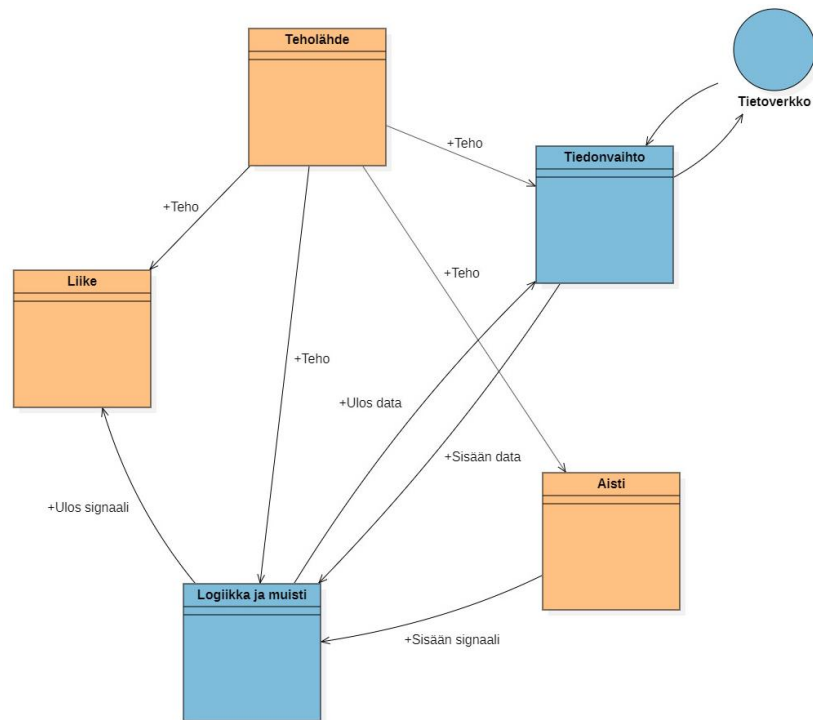 Teholähde
Tietoverkko
+Teho
Tiedonvaihto
+Teho
+Teho
Liike
+Teho
+Ulos data
+Sisään data
Aisti
+Ulos signaali
Logiikka ja muisti
+Sisään signaali